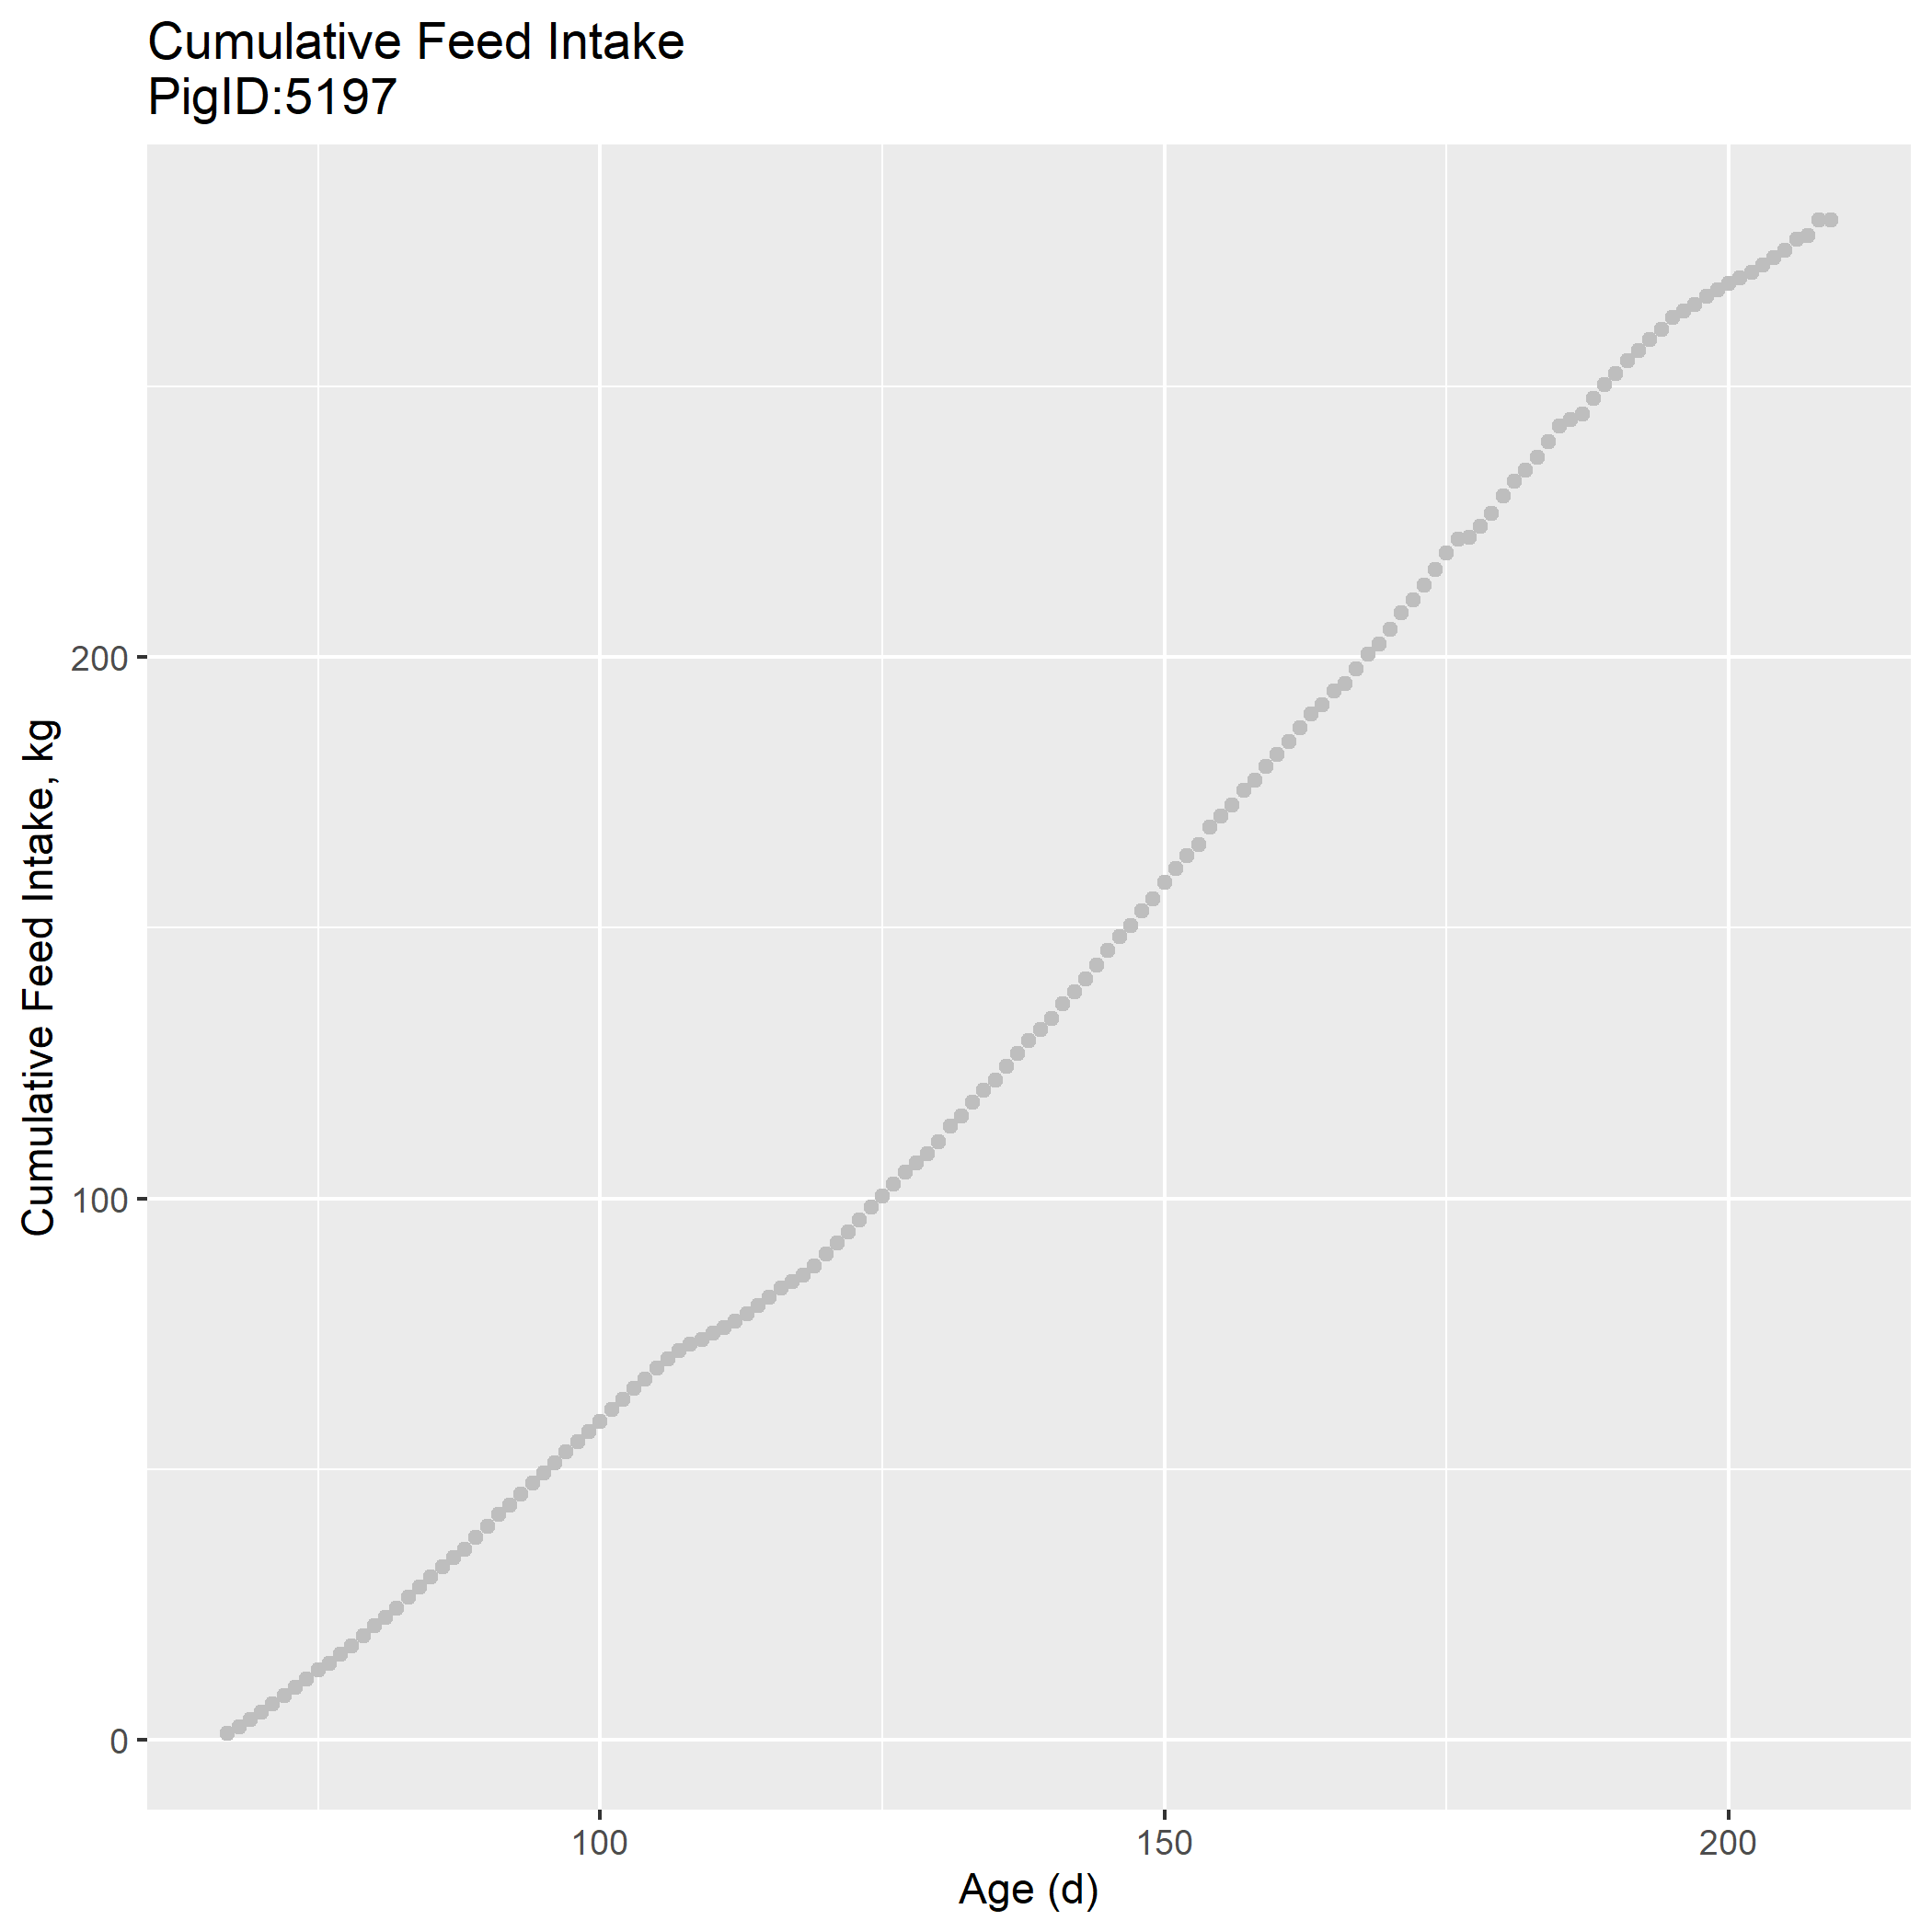 Cumulative Feed Intake
PigID:5197
Cumulative Feed Intake, kg
200
100
0
100
150
200
Age (d)